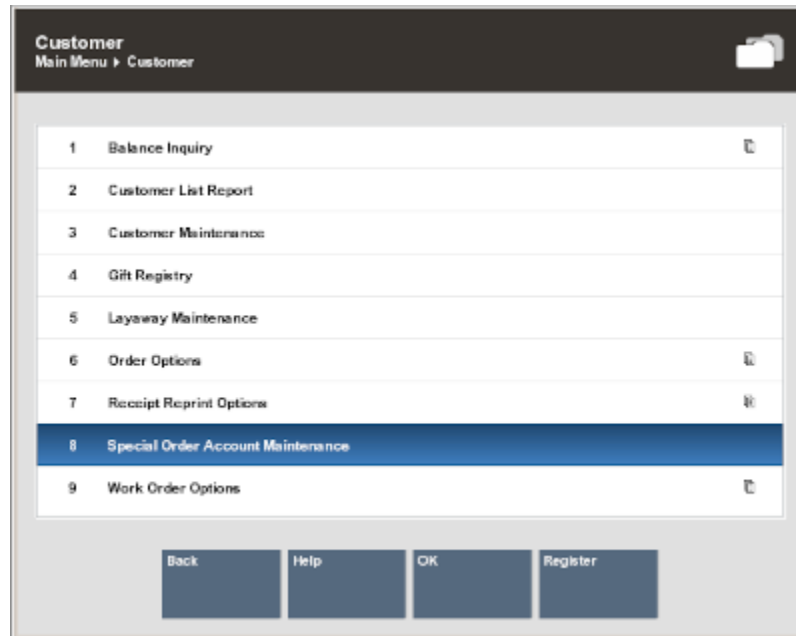 Customer
Main Menu ▸ Customer
1 Balance Inquiry
2 Customer List Report
3 Customer Maintenance
4 Gift Registry
5 Layaway Maintenance
6 Order Options
7 Receipt Reprint Options
8 Special Order Account Maintenance
9 Work Order Options
Back Help OK Register